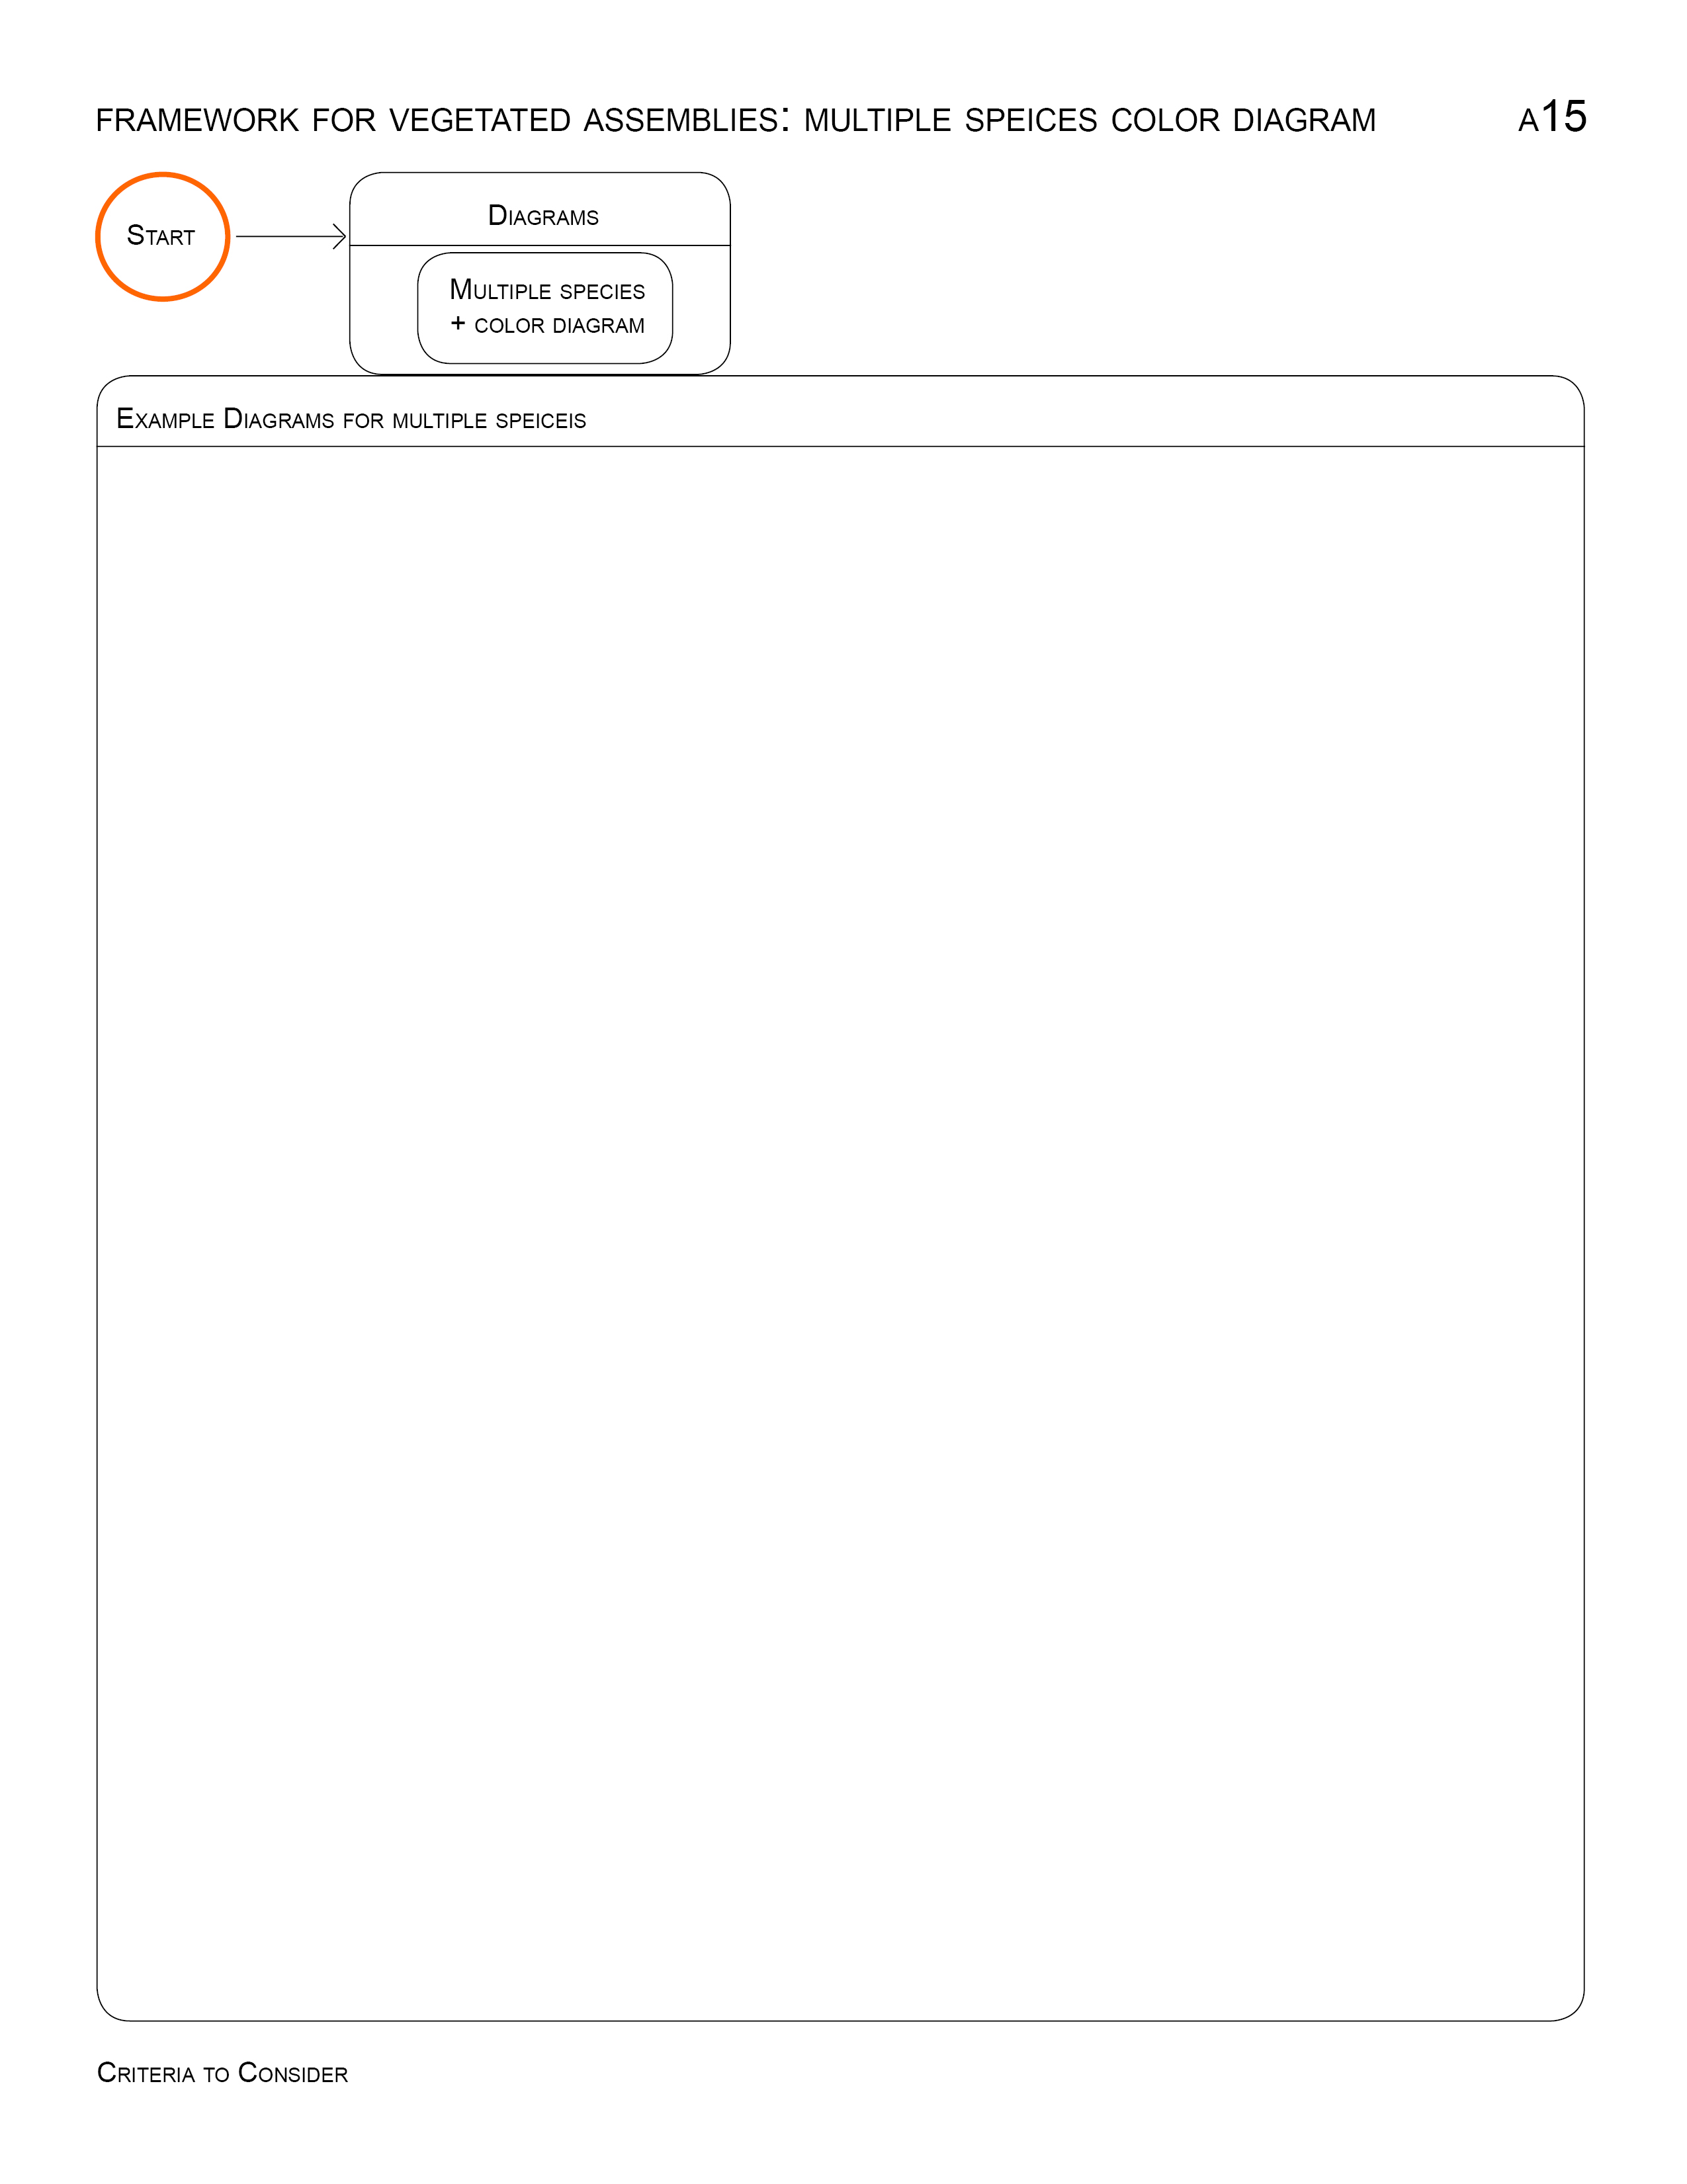 FRAMEWORK FOR VEGETATED ASSEMBLIES: MULTIPLE SPEICES COLOR DIAGRAM A15
START
DIAGRAMS
MULTIPLE SPECIES
+ COLOR DIAGRAM
EXAMPLE DIAGRAMS FOR MULTIPLE SPEICEIS
CRITERIA TO CONSIDER